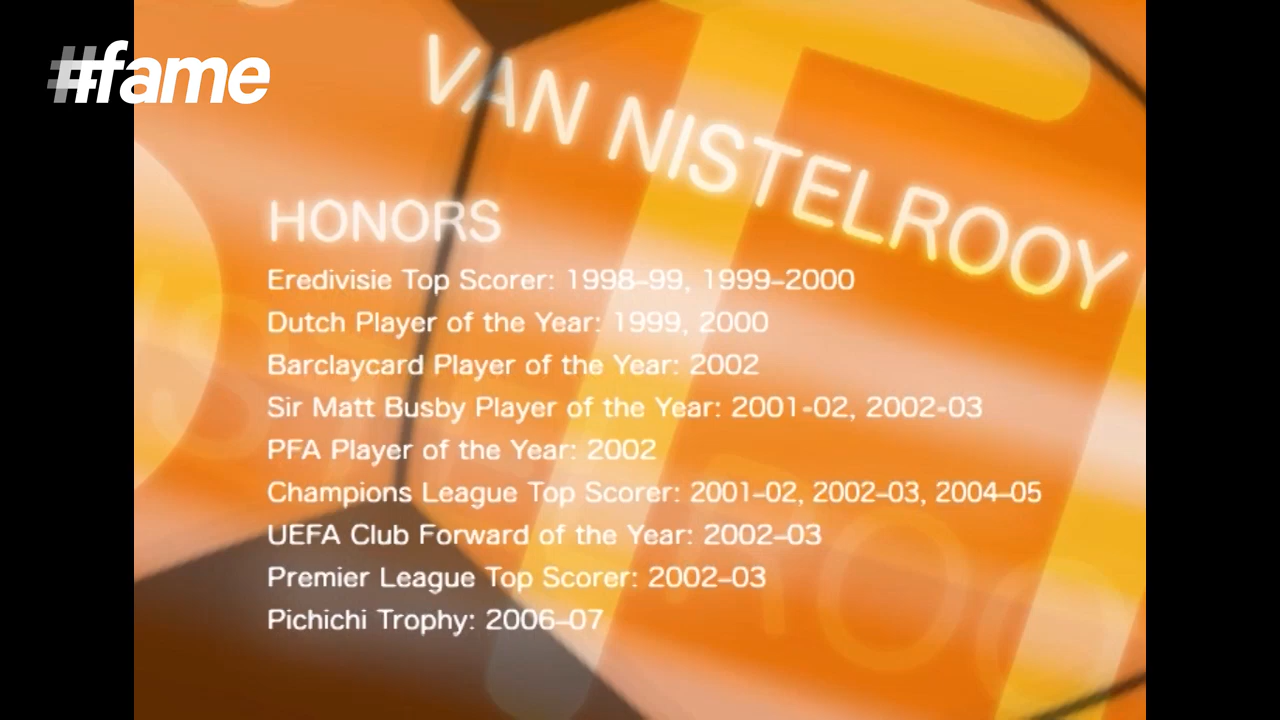 #fame
VAN NISTELROOY
HONORS
Eredivisie Top Scorer: 1998–99, 1999–2000
Dutch Player of the Year: 1999, 2000
Barclaycard Player of the Year: 2002
Sir Matt Busby Player of the Year: 2001-02, 2002-03
PFA Player of the Year: 2002
Champions League Top Scorer: 2001–02, 2002–03, 2004–05
UEFA Club Forward of the Year: 2002–03
Premier League Top Scorer: 2002–03
Pichichi Trophy: 2006–07